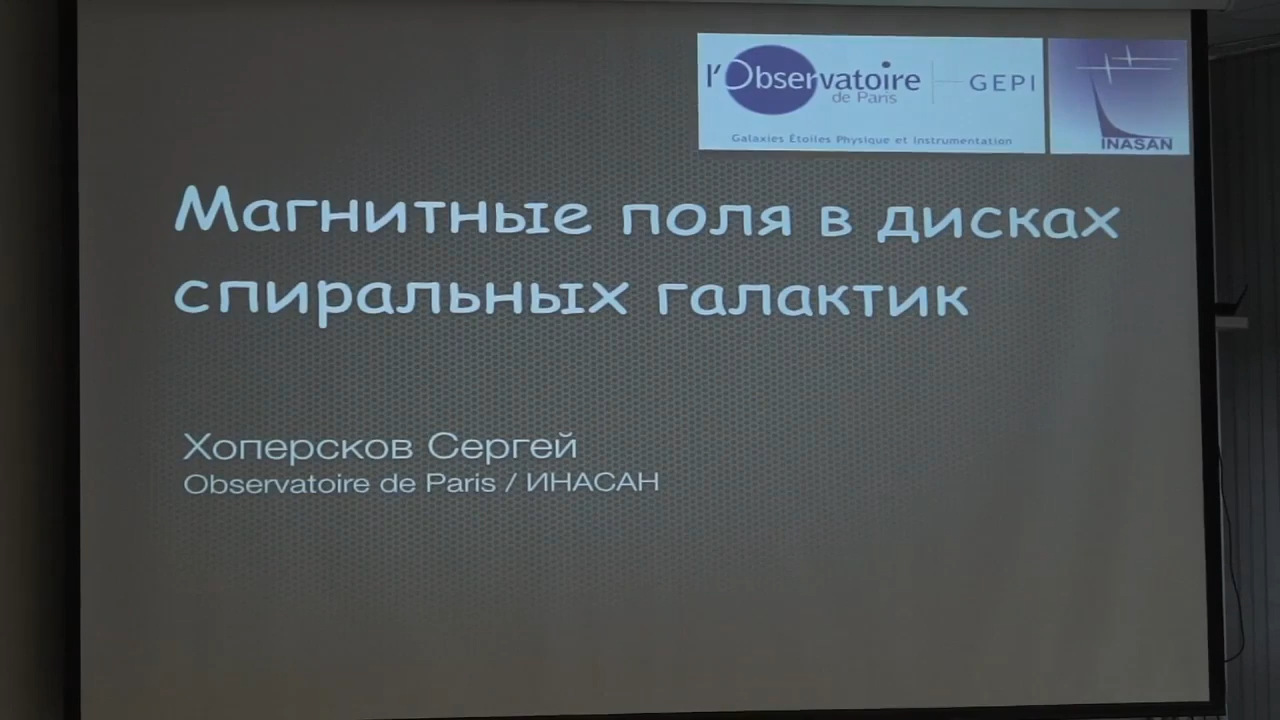 l'Observatoire
de Paris
GEPI
Galaxies Étoiles Physique et Instrumentation
INASAN
Магнитные поля в дисках
спиральных галактик
Хоперсков Сергей
Observatoire de Paris / ИНАСАН